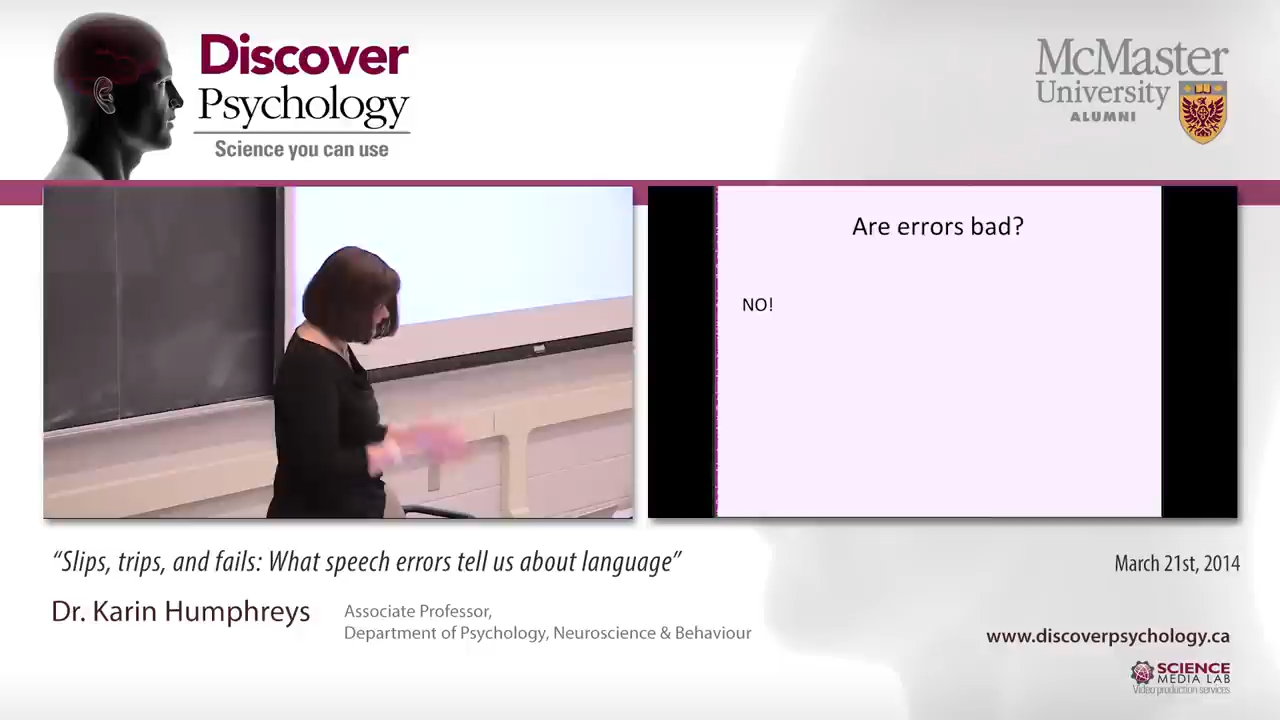 Discover
Psychology
Science you can use
McMaster
University
ALUMNI
Are errors bad?
NO!
“Slips, trips, and fails: What speech errors tell us about language”
March 21st, 2014
Dr. Karin Humphreys
Associate Professor,
Department of Psychology, Neuroscience & Behaviour
www.discoverpsychology.ca
SCIENCE
MEDIA LAB
Video production services